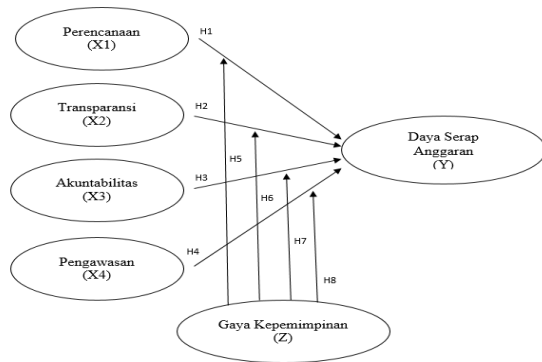 Perencanaan
(X1)
H1
Transparansi
(X2)
H2
Daya Serap
Anggaran
(Y)
H5
Akuntabilitas
(X3)
H3
H6
H7
Pengawasan
(X4)
H4
H8
Gaya Kepemimpinan
(Z)